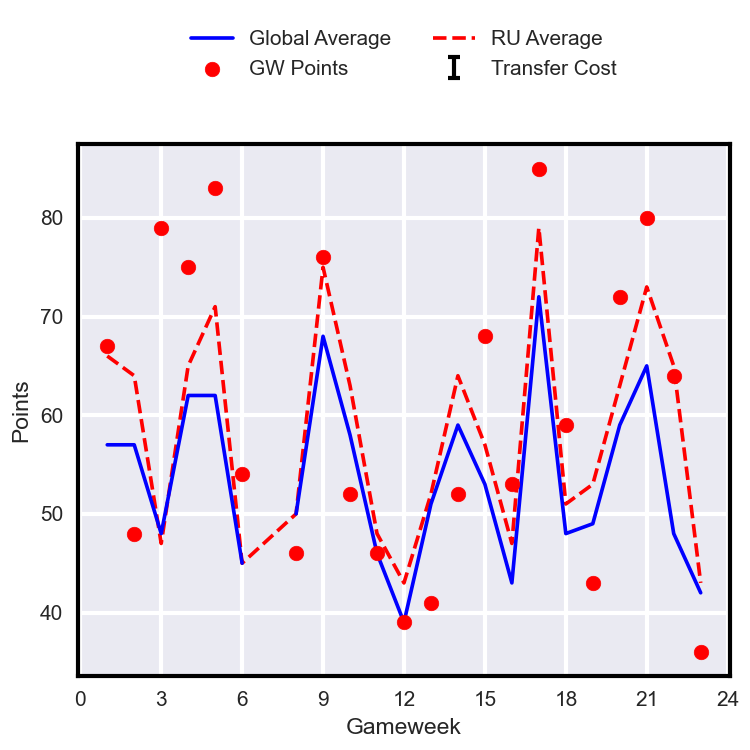 Global Average
RU Average
GW Points
Transfer Cost
80
70
60
50
40
Points
0 3 6 9 12 15 18 21 24
Gameweek